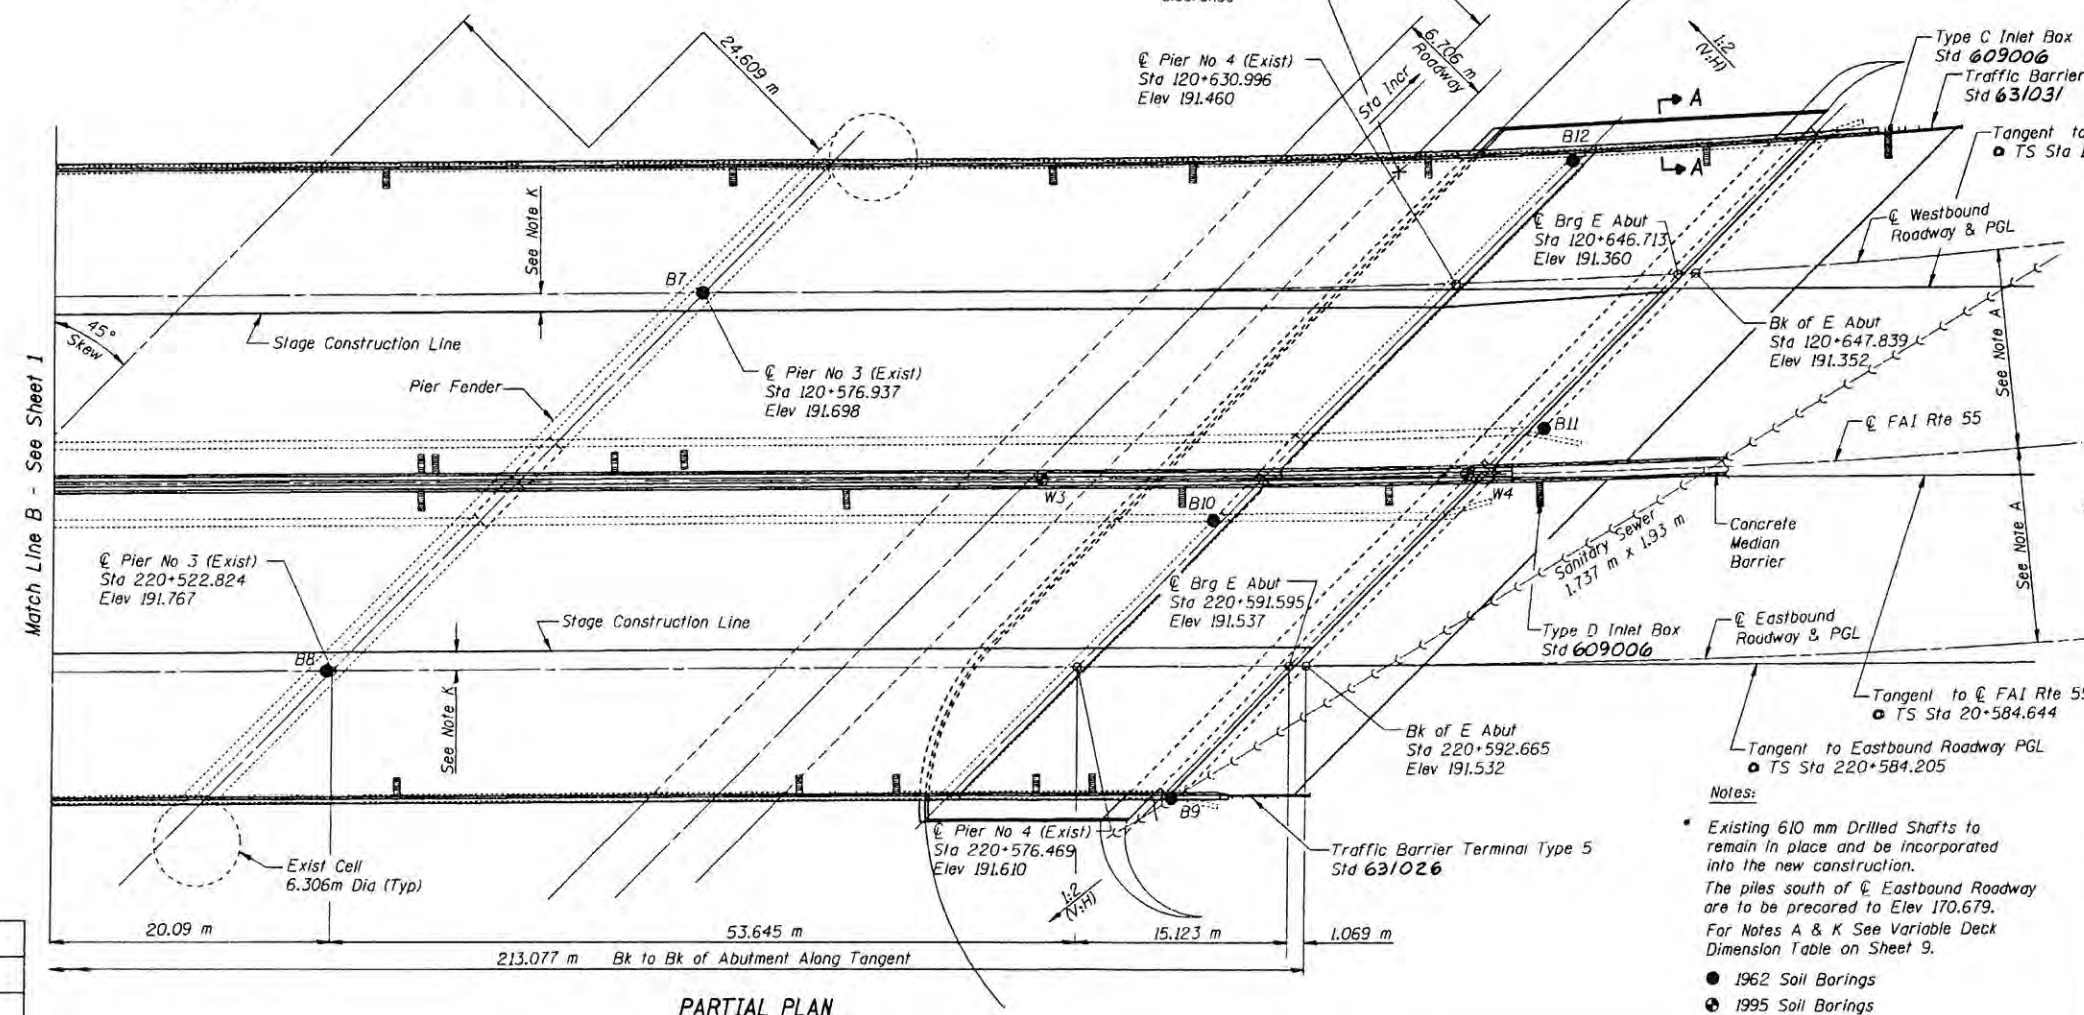 24.609 m
℄ Pier No 4 (Exist)
Sta 120+630.996
Elev 191.460
6.706 m
Roadway
Sta Incr
1:2
(V:H)
Type C Inlet Box
Std 609006
Traffic Barrier
Std 631031
A
B12
A
Tangent to
@ TS Sta
See Note K
℄ Brg E Abut
Sta 120+646.713
Elev 191.360
℄ Westbound
Roadway & PGL
B7
45°
Skew
Stage Construction Line
Bk of E Abut
Sta 120+647.839
Elev 191.352
See Note A
Match Line B - See Sheet 1
Pier Fender
℄ Pier No 3 (Exist)
Sta 120+576.937
Elev 191.698
B11
℄ FAI Rte 55
W3
W4
B10
Concrete
Median
Barrier
Sanitary Sewer
1.737 m x 1.93 m
See Note A
℄ Pier No 3 (Exist)
Sta 220+522.824
Elev 191.767
℄ Brg E Abut
Sta 220+591.595
Elev 191.537
Stage Construction Line
Type D Inlet Box
Std 609006
℄ Eastbound
Roadway & PGL
B8
See Note K
Tangent to ℄ FAI Rte 55
@ TS Sta 20+584.644
Bk of E Abut
Sta 220+592.665
Elev 191.532
Tangent to Eastbound Roadway PGL
@ TS Sta 220+584.205
B9
℄ Pier No 4 (Exist)
Sta 220+576.469
Elev 191.610
Traffic Barrier Terminal Type 5
Std 631026
Exist Cell
6.306m Dia (Typ)
1:2
(V:H)
Notes:
* Existing 610 mm Drilled Shafts to
remain in place and be incorporated
into the new construction.
The piles south of ℄ Eastbound Roadway
are to be precored to Elev 170.679.
For Notes A & K See Variable Deck
Dimension Table on Sheet 9.
1962 Soil Borings
1995 Soil Borings
20.09 m
53.645 m
15.123 m
1.069 m
213.077 m Bk to Bk of Abutment Along Tangent
PARTIAL PLAN